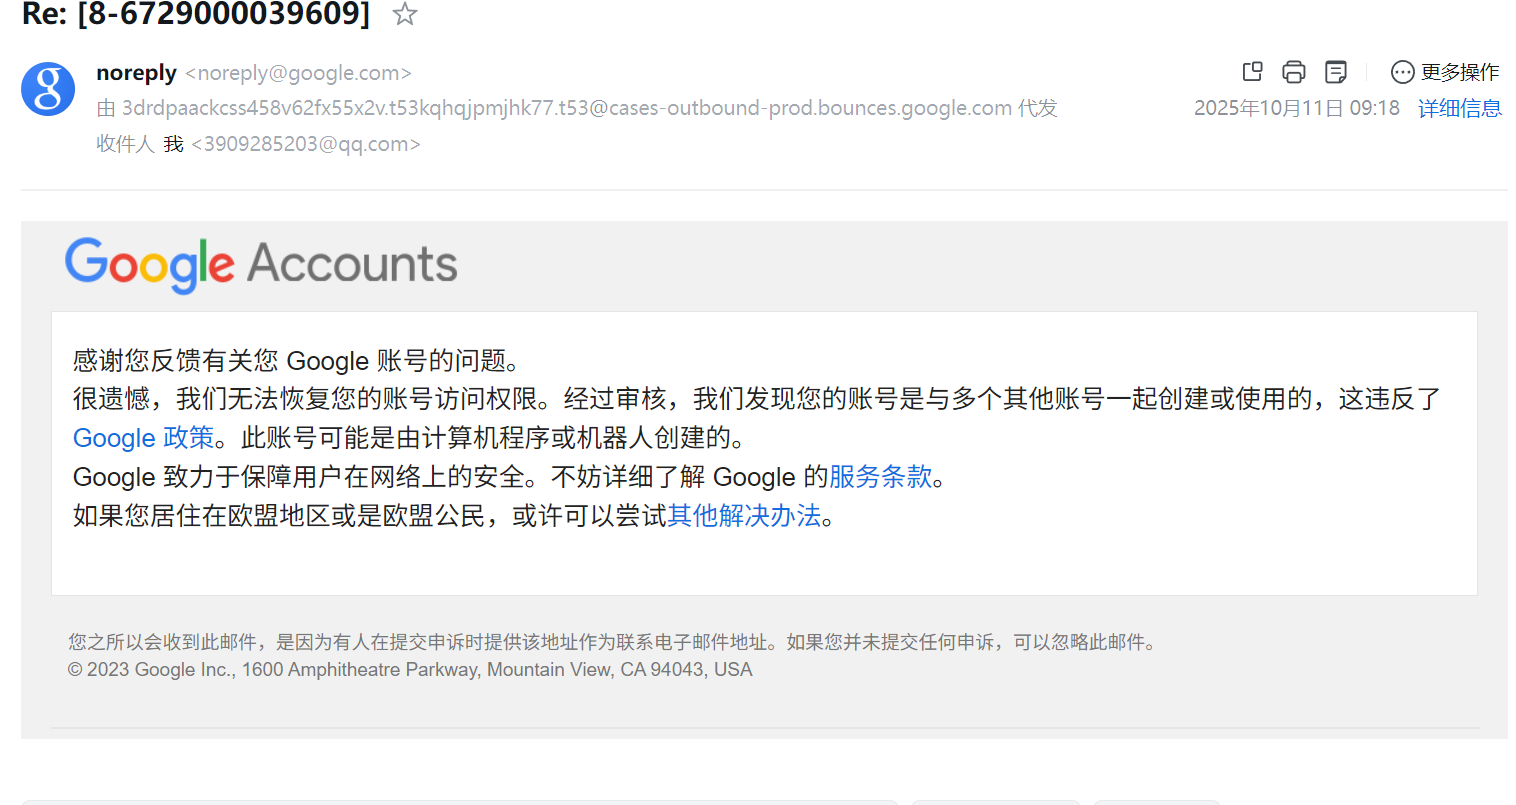 Re: [8-6729000039609]
noreply <noreply@google.com>
更多操作
由 3drdpaackcss458v62fx55x2v.t53kqhqjpmjhk77.t53@cases-outbound-prod.bounces.google.com 代发
2025年10月11日 09:18 详细信息
收件人 我 <3909285203@qq.com>
Google Accounts
感谢您反馈有关您 Google 账号的问题。
很遗憾，我们无法恢复您的账号访问权限。经过审核，我们发现您的账号是与多个其他账号一起创建或使用的，这违反了
Google 政策。此账号可能是由计算机程序或机器人创建的。
Google 致力于保障用户在网络上的安全。不妨详细了解 Google 的服务条款。
如果您居住在欧盟地区或是欧盟公民，或许可以尝试其他解决办法。
您之所以会收到此邮件，是因为有人在提交申诉时提供该地址作为联系电子邮件地址。如果您并未提交任何申诉，可以忽略此邮件。
© 2023 Google Inc., 1600 Amphitheatre Parkway, Mountain View, CA 94043, USA